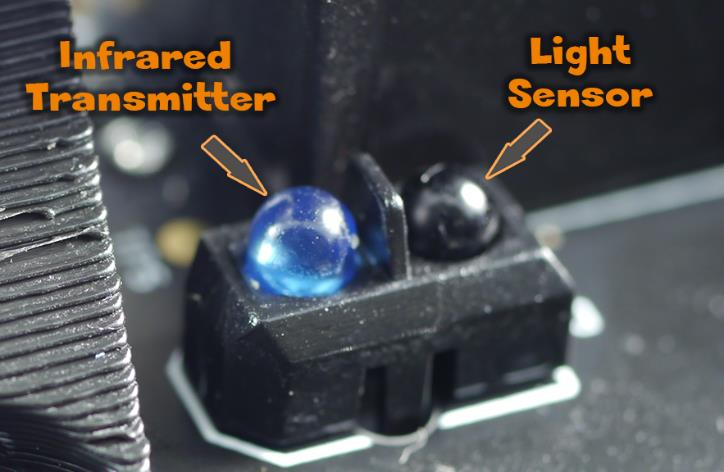 Infrared
Transmitter
Light
Sensor